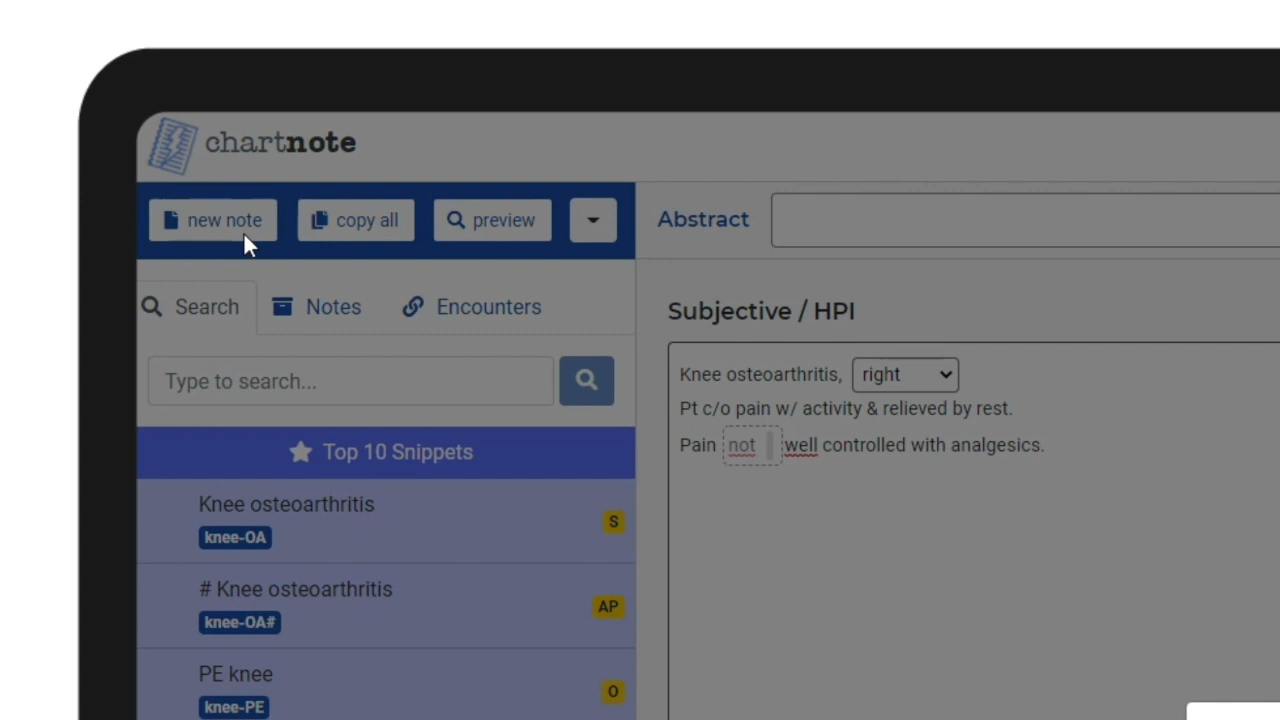 chartnote
new note copy all preview
Abstract
Search Notes Encounters
Type to search...
Top 10 Snippets
Knee osteoarthritis
knee-OA
S
# Knee osteoarthritis
knee-OA#
AP
PE knee
knee-PE
O
Subjective / HPI
Knee osteoarthritis, right
Pt c/o pain w/ activity & relieved by rest.
Pain not well controlled with analgesics.